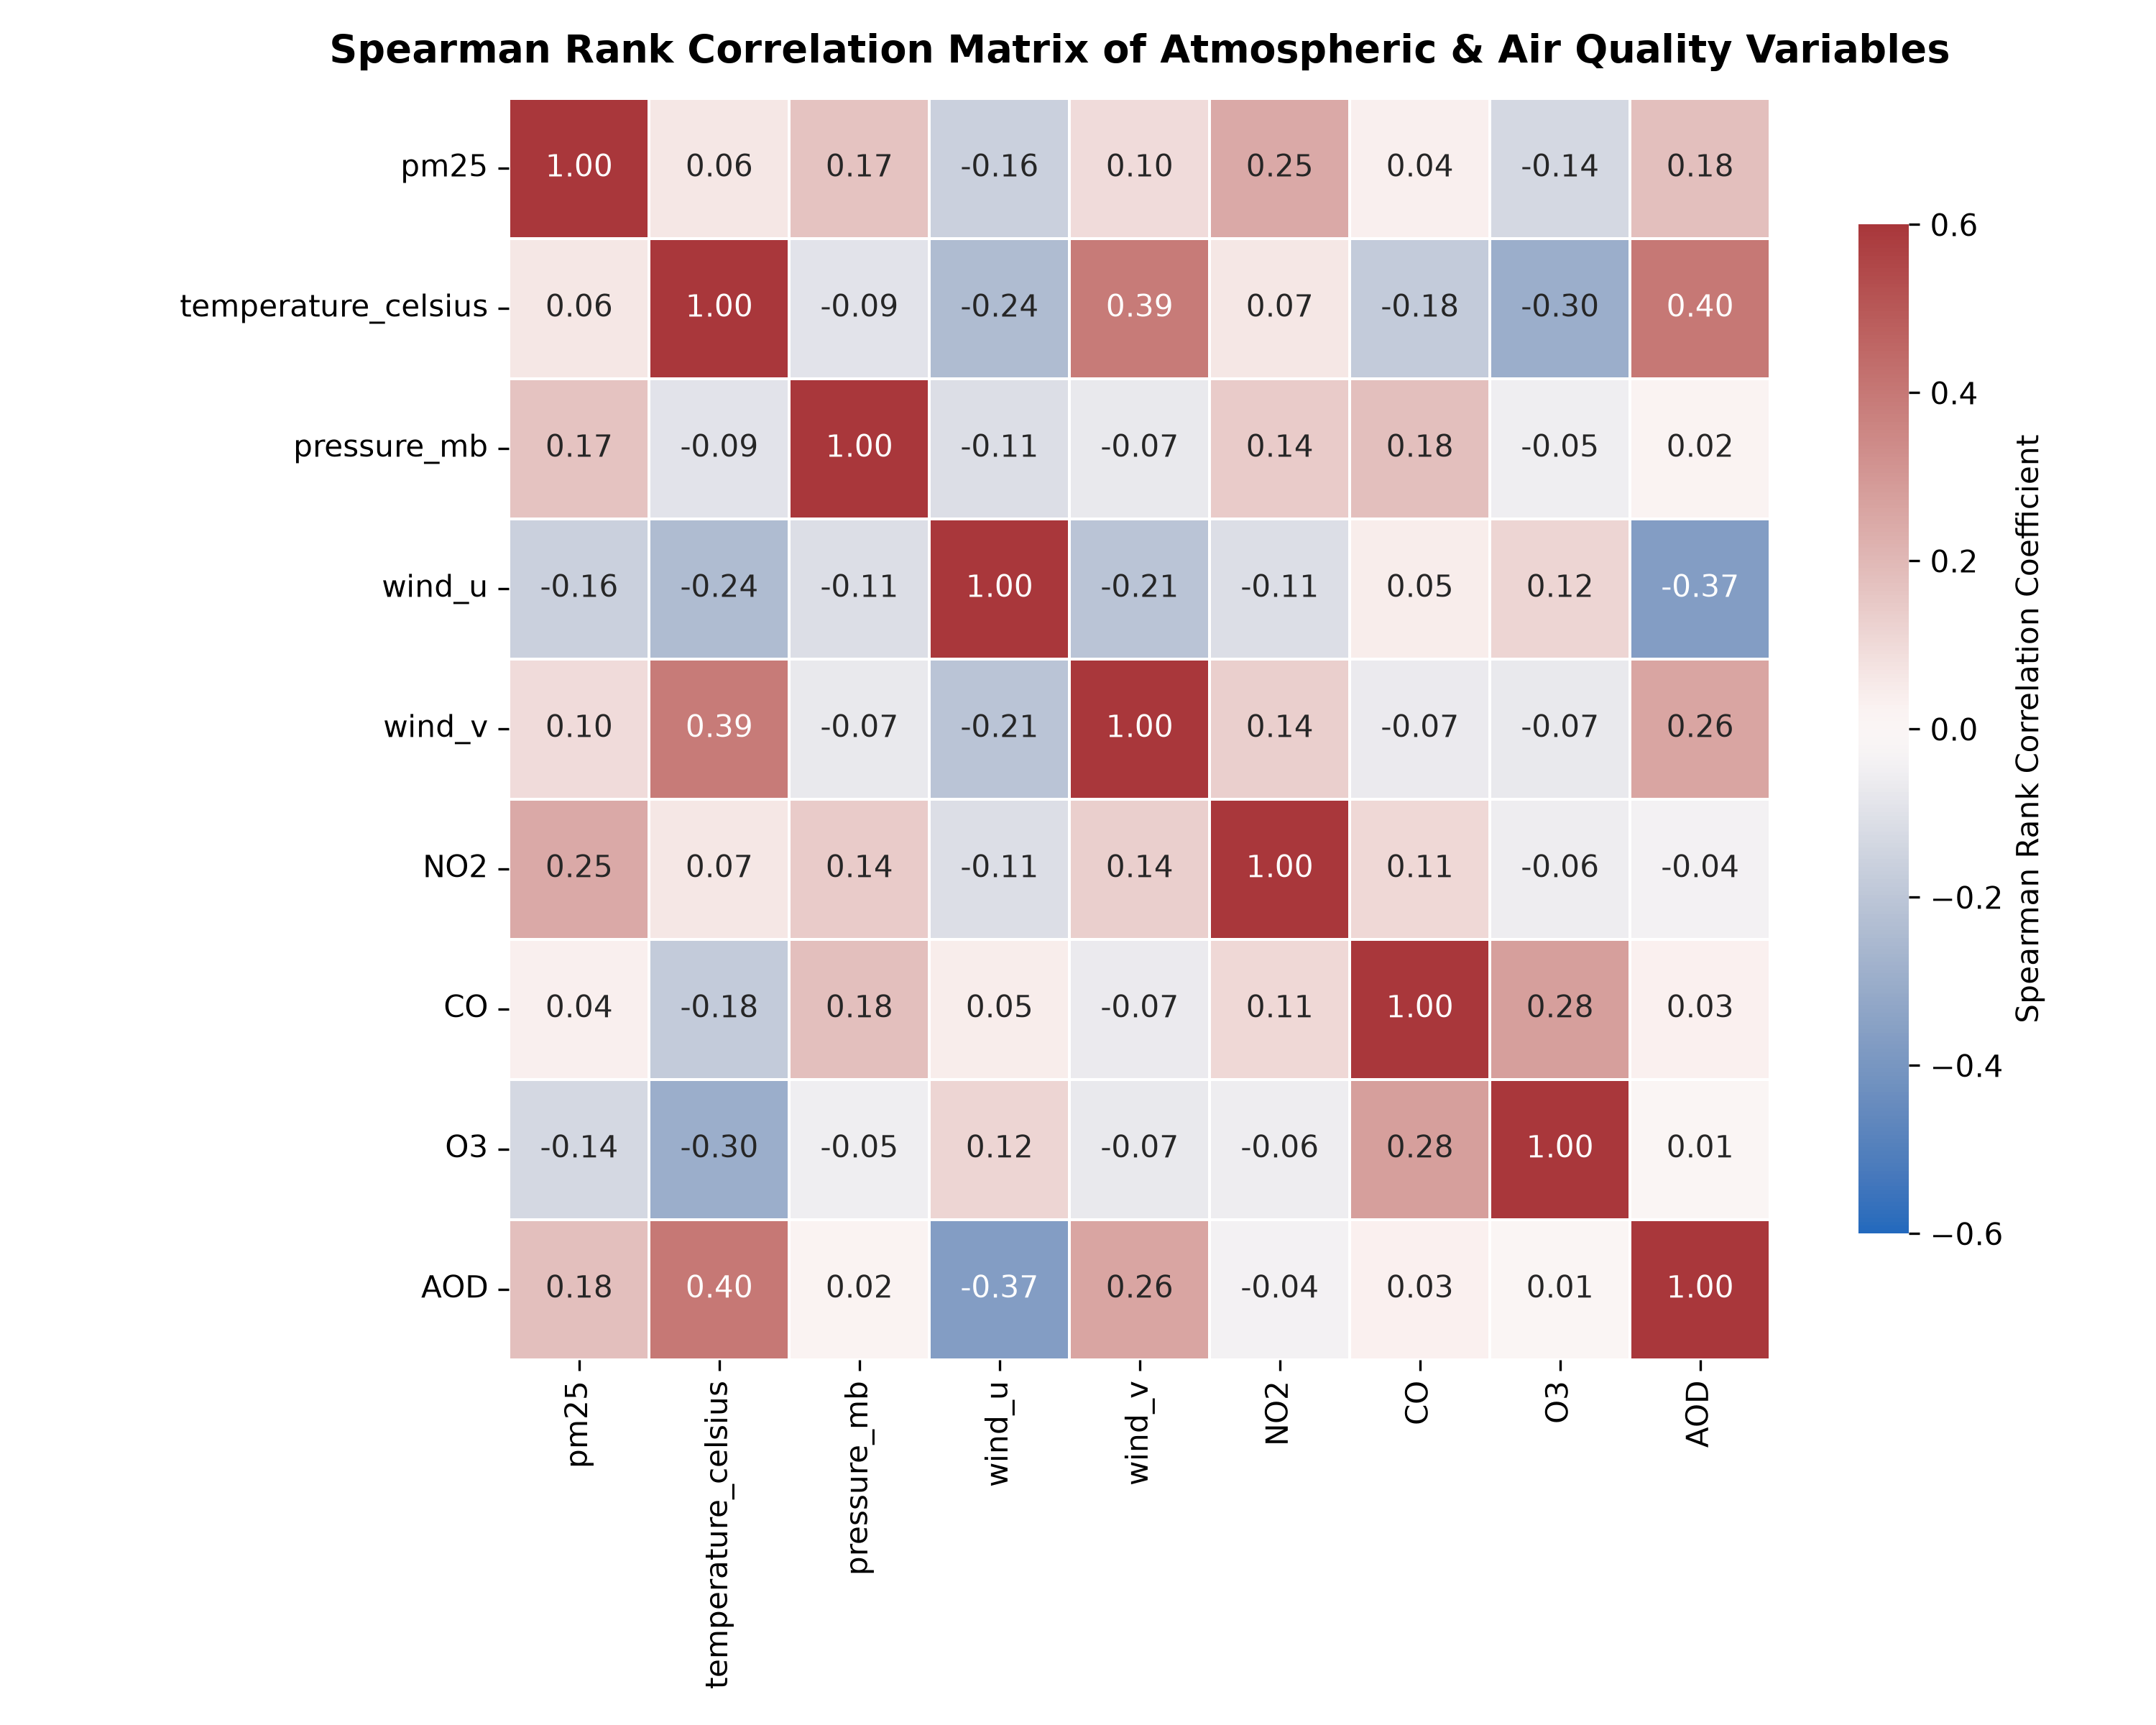 Spearman Rank Correlation Matrix of Atmospheric & Air Quality Variables
pm25 1.00 0.06 0.17 -0.16 0.10 0.25 0.04 -0.14 0.18
temperature_celsius 0.06 1.00 -0.09 -0.24 0.39 0.07 -0.18 -0.30 0.40
pressure_mb 0.17 -0.09 1.00 -0.11 -0.07 0.14 0.18 -0.05 0.02
wind_u -0.16 -0.24 -0.11 1.00 -0.21 -0.11 0.05 0.12 -0.37
wind_v 0.10 0.39 -0.07 -0.21 1.00 0.14 -0.07 -0.07 0.26
NO2 0.25 0.07 0.14 -0.11 0.14 1.00 0.11 -0.06 -0.04
CO 0.04 -0.18 0.18 0.05 -0.07 0.11 1.00 0.28 0.03
O3 -0.14 -0.30 -0.05 0.12 -0.07 -0.06 0.28 1.00 0.01
AOD 0.18 0.40 0.02 -0.37 0.26 -0.04 0.03 0.01 1.00
pm25
temperature_celsius
pressure_mb
wind_u
wind_v
NO2
CO
O3
AOD
0.6
0.4
0.2
0.0
−0.2
−0.4
−0.6
Spearman Rank Correlation Coefficient